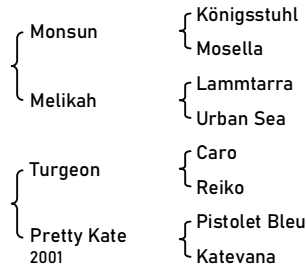 Königsstuhl
Monsun
Mosella
Lammtarra
Melikah
Urban Sea
Caro
Turgeon
Reiko
Pistolet Bleu
Pretty Kate
2001
Katevana